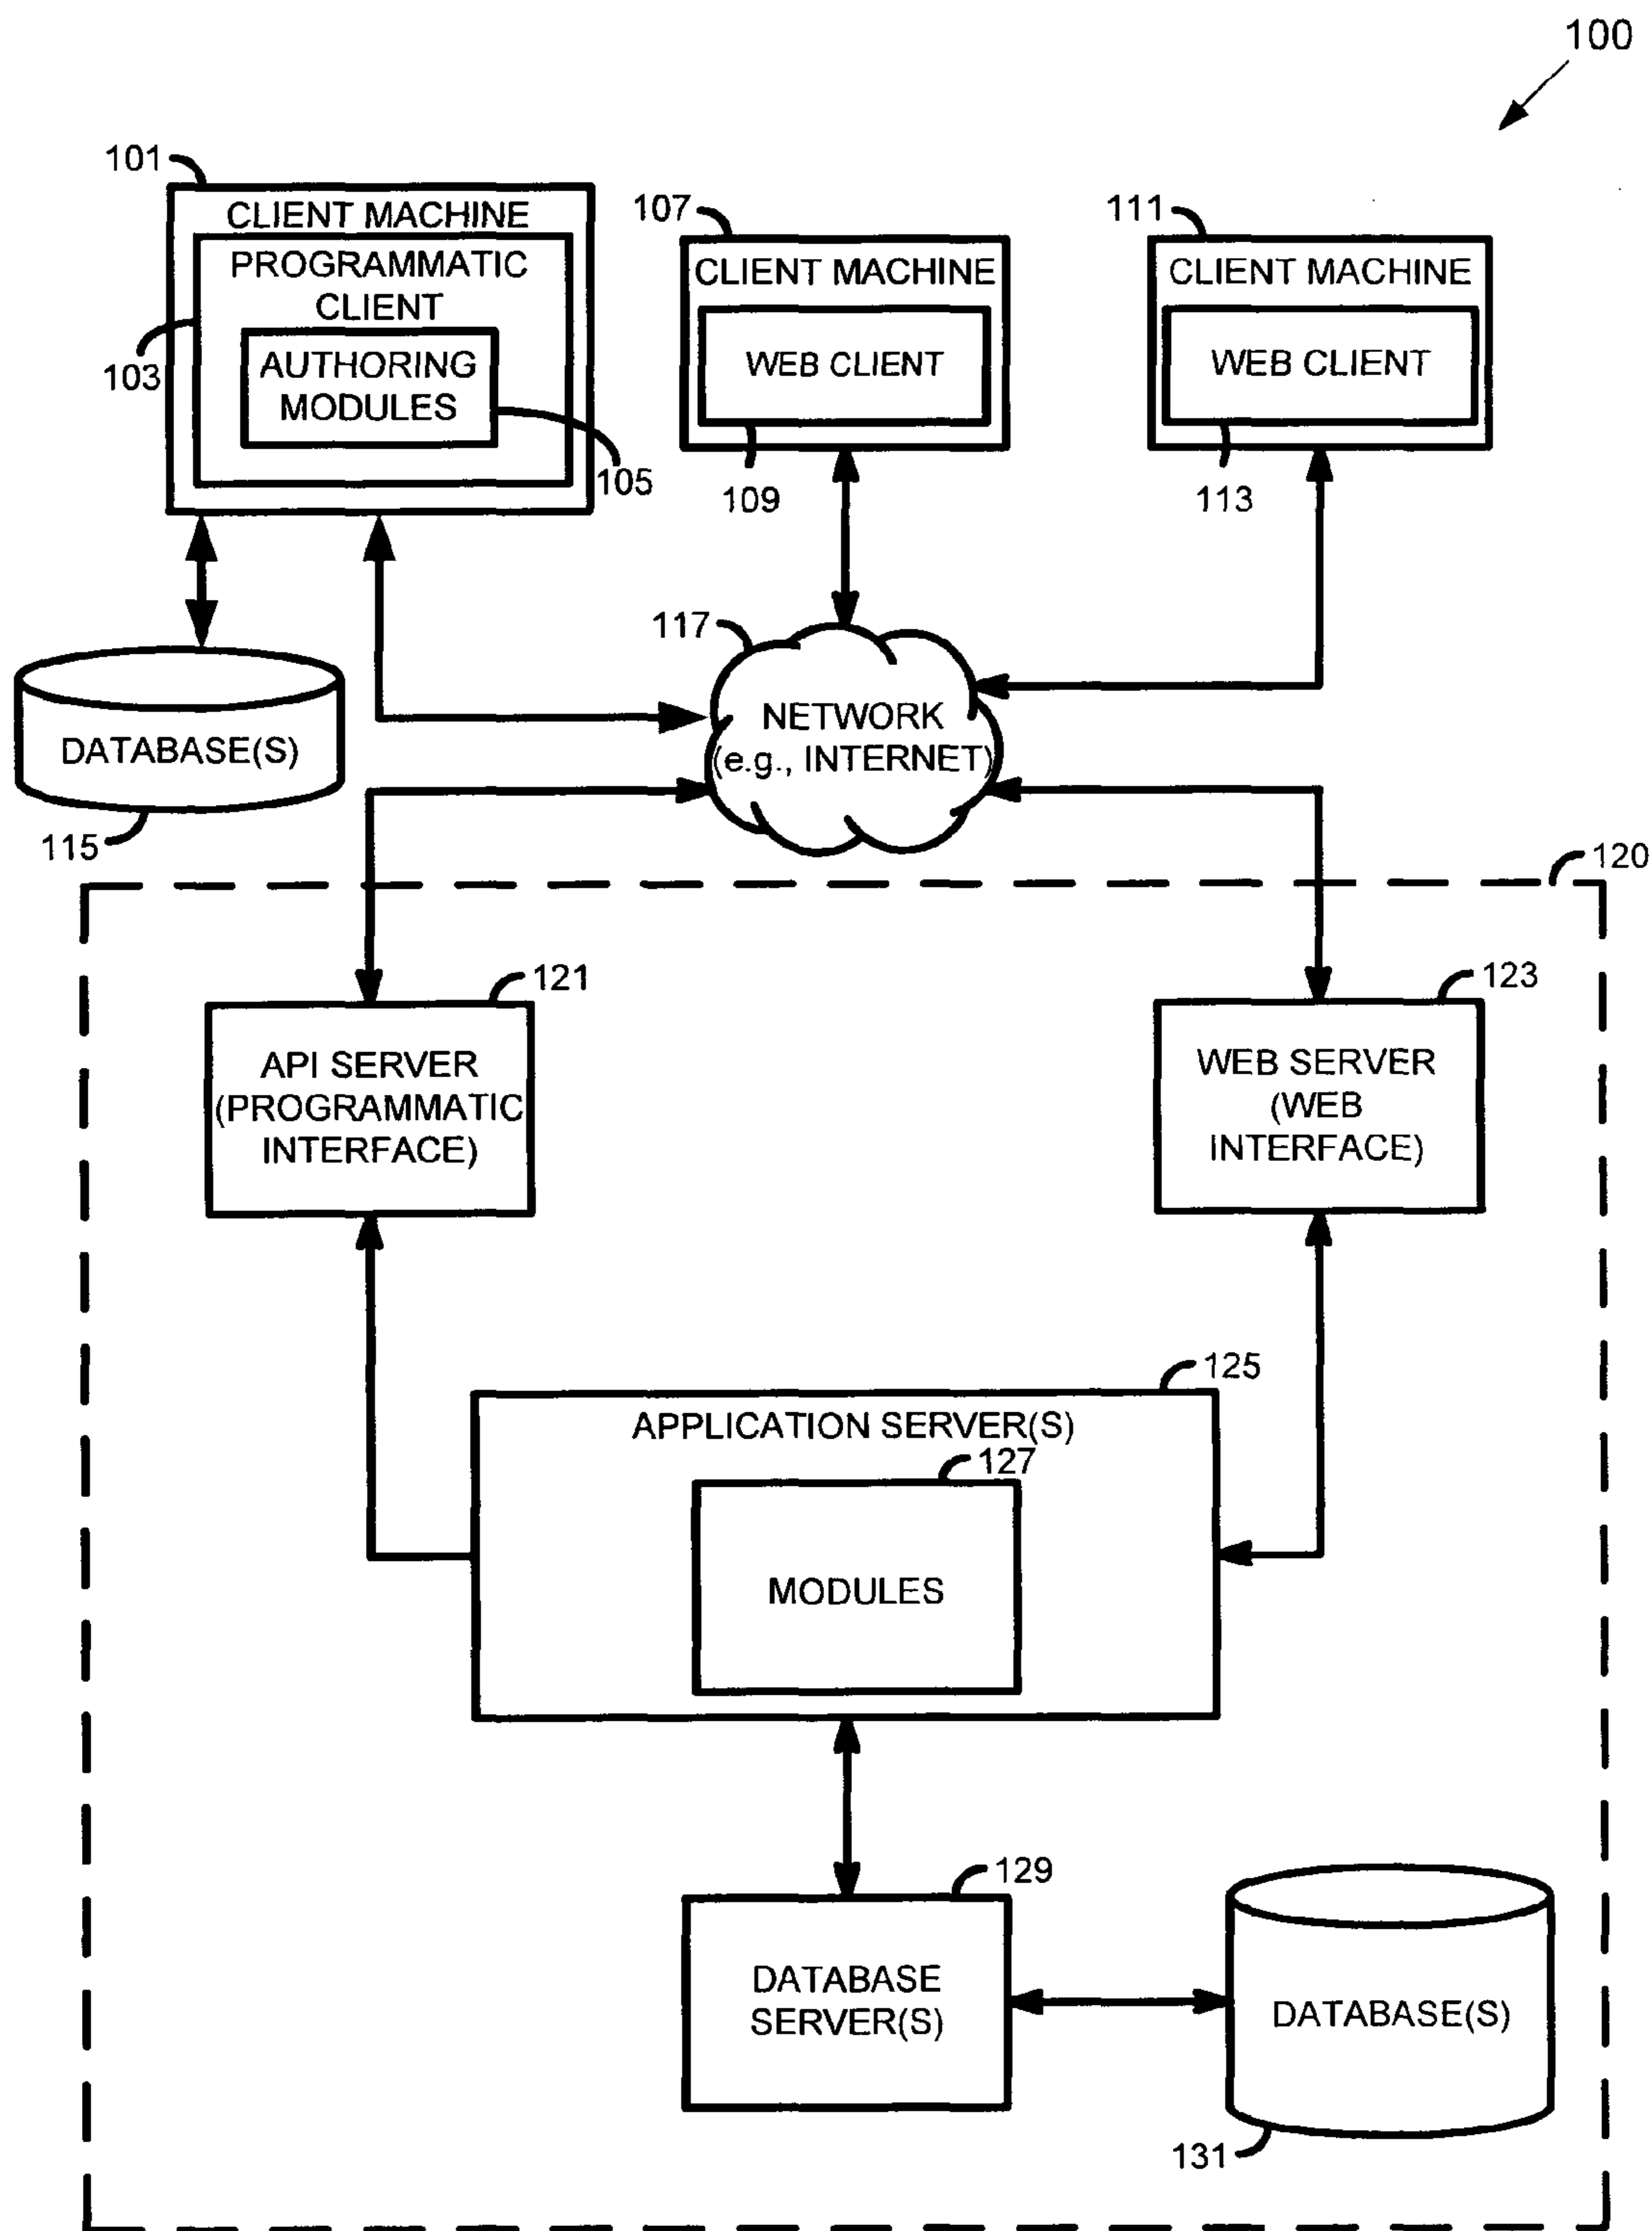 100
101
CLIENT MACHINE
PROGRAMMATIC
CLIENT
AUTHORING
MODULES
103
105
107
CLIENT MACHINE
WEB CLIENT
109
111
CLIENT MACHINE
WEB CLIENT
113
117
NETWORK
(e.g., INTERNET)
DATABASE(S)
115
120
121
API SERVER
(PROGRAMMATIC
INTERFACE)
123
WEB SERVER
(WEB
INTERFACE)
125
APPLICATION SERVER(S)
127
MODULES
129
DATABASE
SERVER(S)
DATABASE(S)
131